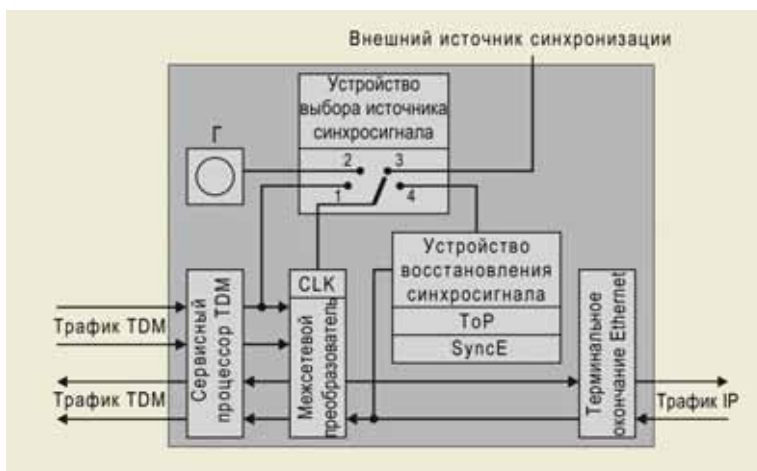 Внешний источник синхронизации
Устройство
выбора источника
синхросигнала
Г
2 3
1 4
Устройство
восстановления
синхросигнала
ToP
SyncE
CLK
Межсетевой
преобразователь
Сервисный
процессор TDM
Терминальное
окончание Ethernet
Трафик TDM
Трафик TDM
Трафик IP